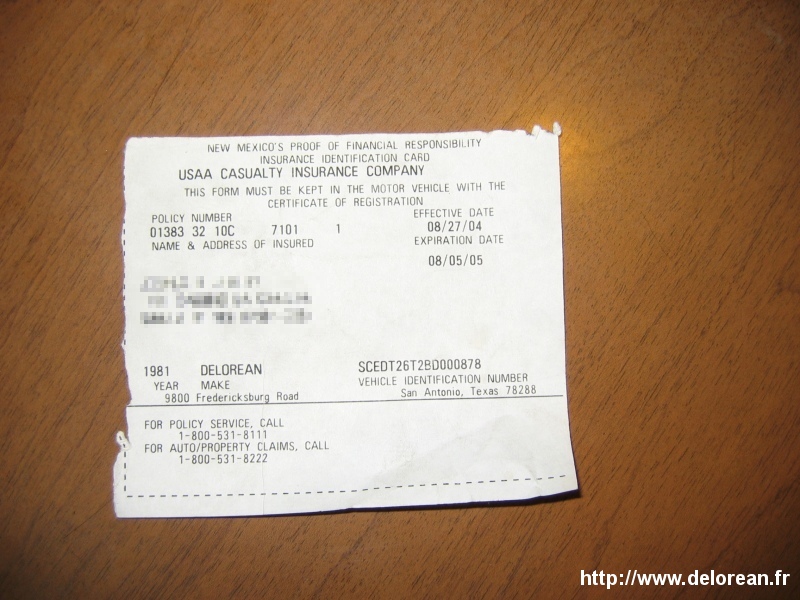 NEW MEXICO'S PROOF OF FINANCIAL RESPONSIBILITY
INSURANCE IDENTIFICATION CARD
USAA CASUALTY INSURANCE COMPANY
THIS FORM MUST BE KEPT IN THE MOTOR VEHICLE WITH THE
CERTIFICATE OF REGISTRATION
POLICY NUMBER EFFECTIVE DATE
01383 32 10C 7101 1 08/27/04
NAME & ADDRESS OF INSURED EXPIRATION DATE
08/05/05
1981 DELOREAN SCEDT26T2BD000878
YEAR MAKE VEHICLE IDENTIFICATION NUMBER
9800 Fredericksburg Road San Antonio, Texas 78288
FOR POLICY SERVICE, CALL
1-800-531-8111
FOR AUTO/PROPERTY CLAIMS, CALL
1-800-531-8222
http://www.delorean.fr